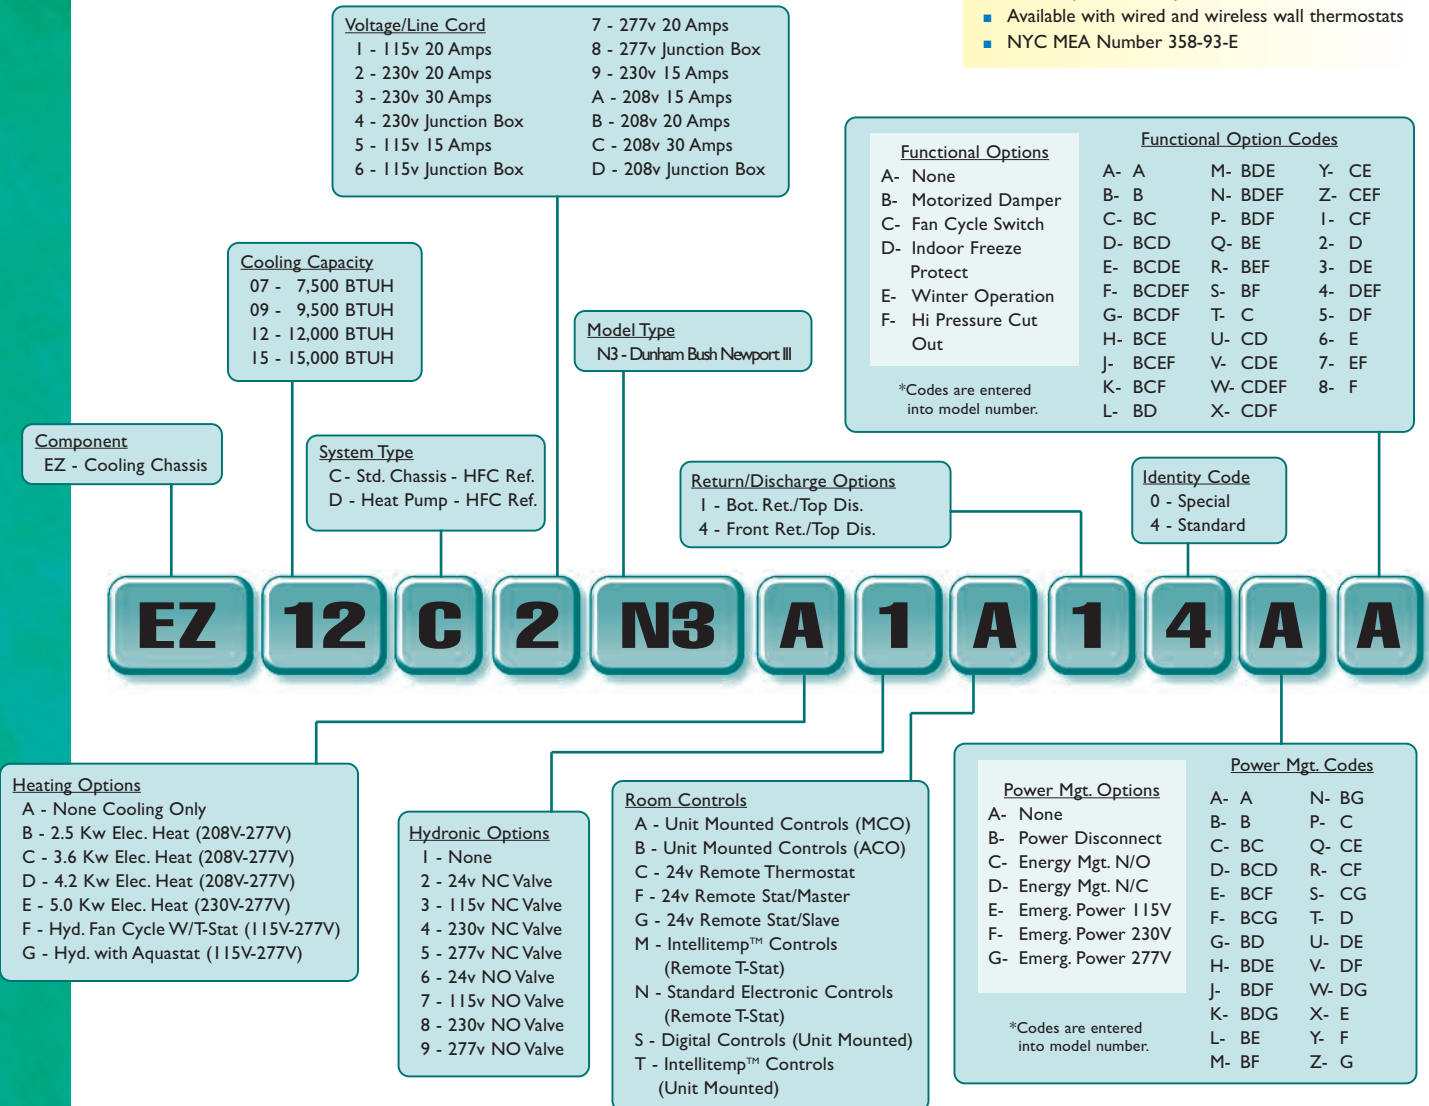 Available with wired and wireless wall thermostats
NYC MEA Number 358-93-E
Voltage/Line Cord
1 - 115v 20 Amps
2 - 230v 20 Amps
3 - 230v 30 Amps
4 - 230v Junction Box
5 - 115v 15 Amps
6 - 115v Junction Box
7 - 277v 20 Amps
8 - 277v Junction Box
9 - 230v 15 Amps
A - 208v 15 Amps
B - 208v 20 Amps
C - 208v 30 Amps
D - 208v Junction Box
Functional Options
A- None
B- Motorized Damper
C- Fan Cycle Switch
D- Indoor Freeze
Protect
E- Winter Operation
F- Hi Pressure Cut
Out
*Codes are entered
into model number.
Functional Option Codes
A- A
B- B
C- BC
D- BCD
E- BCDE
F- BCDEF
G- BCDF
H- BCE
J- BCEF
K- BCF
L- BD
M- BDE
N- BDEF
P- BDF
Q- BE
R- BEF
S- BF
T- C
U- CD
V- CDE
W- CDEF
X- CDF
Y- CE
Z- CEF
1- CF
2- D
3- DE
4- DEF
5- DF
6- E
7- EF
8- F
Cooling Capacity
07 - 7,500 BTUH
09 - 9,500 BTUH
12 - 12,000 BTUH
15 - 15,000 BTUH
Model Type
N3 - Dunham Bush Newport III
Component
EZ - Cooling Chassis
System Type
C - Std. Chassis - HFC Ref.
D - Heat Pump - HFC Ref.
Return/Discharge Options
1 - Bot. Ret./Top Dis.
4 - Front Ret./Top Dis.
Identity Code
0 - Special
4 - Standard
EZ 12 C 2 N3 A 1 A 1 4 A A
Heating Options
A - None Cooling Only
B - 2.5 Kw Elec. Heat (208V-277V)
C - 3.6 Kw Elec. Heat (208V-277V)
D - 4.2 Kw Elec. Heat (208V-277V)
E - 5.0 Kw Elec. Heat (230V-277V)
F - Hyd. Fan Cycle W/T-Stat (115V-277V)
G - Hyd. with Aquastat (115V-277V)
Hydronic Options
1 - None
2 - 24v NC Valve
3 - 115v NC Valve
4 - 230v NC Valve
5 - 277v NC Valve
6 - 24v NO Valve
7 - 115v NO Valve
8 - 230v NO Valve
9 - 277v NO Valve
Room Controls
A - Unit Mounted Controls (MCO)
B - Unit Mounted Controls (ACO)
C - 24v Remote Thermostat
F - 24v Remote Stat/Master
G - 24v Remote Stat/Slave
M - Intellitemp™ Controls
(Remote T-Stat)
N - Standard Electronic Controls
(Remote T-Stat)
S - Digital Controls (Unit Mounted)
T - Intellitemp™ Controls
(Unit Mounted)
Power Mgt. Options
A- None
B- Power Disconnect
C- Energy Mgt. N/O
D- Energy Mgt. N/C
E- Emerg. Power 115V
F- Emerg. Power 230V
G- Emerg. Power 277V
*Codes are entered
into model number.
Power Mgt. Codes
A- A
B- B
C- BC
D- BCD
E- BCF
F- BCG
G- BD
H- BDE
J- BDF
K- BDG
L- BE
M- BF
N- BG
P- C
Q- CE
R- CF
S- CG
T- D
U- DE
V- DF
W- DG
X- E
Y- F
Z- G